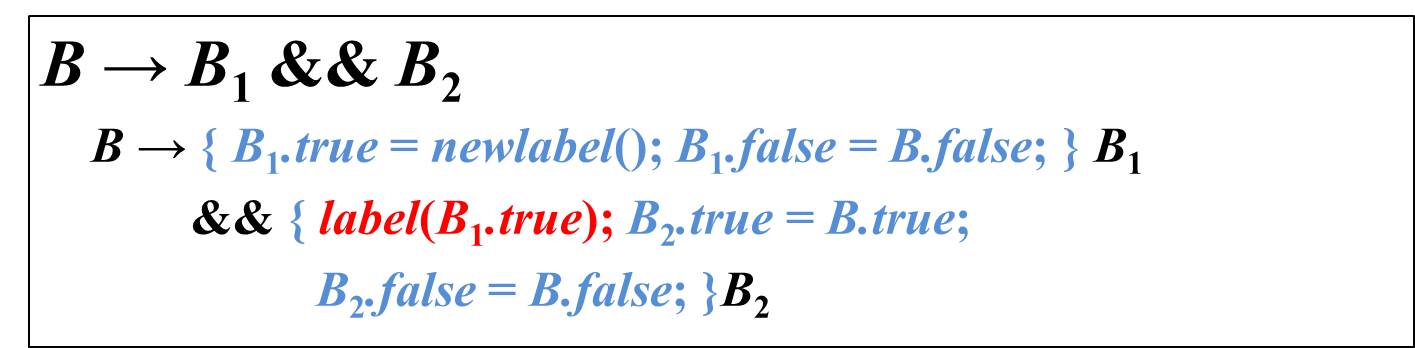 B → B₁ && B₂
B → { B₁.true = newlabel(); B₁.false = B.false; } B₁
&& { label(B₁.true); B₂.true = B.true;
B₂.false = B.false; }B₂